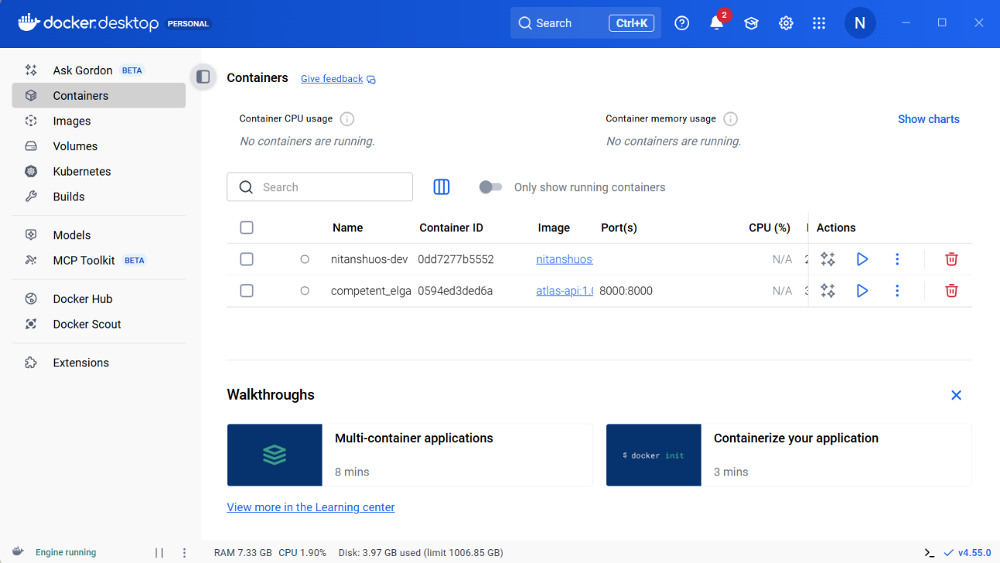 docker.desktop PERSONAL Search Ctrl+K 2 N
Ask Gordon BETA
Containers
Images
Volumes
Kubernetes
Builds
Models
MCP Toolkit BETA
Docker Hub
Docker Scout
Extensions
Containers Give feedback
Container CPU usage Container memory usage Show charts
No containers are running. No containers are running.
Search Only show running containers
Name Container ID Image Port(s) CPU (%) Actions
nitanshuos-dev 0dd7277b5552 nitanshuos- N/A
competent_elga 0594ed3ded6a atlas-api:1. 8000:8000 N/A
Walkthroughs
Multi-container applications
8 mins
$ docker init
Containerize your application
3 mins
View more in the Learning center
Engine running RAM 7.33 GB CPU 1.90% Disk: 3.97 GB used (limit 1006.85 GB) v4.55.0